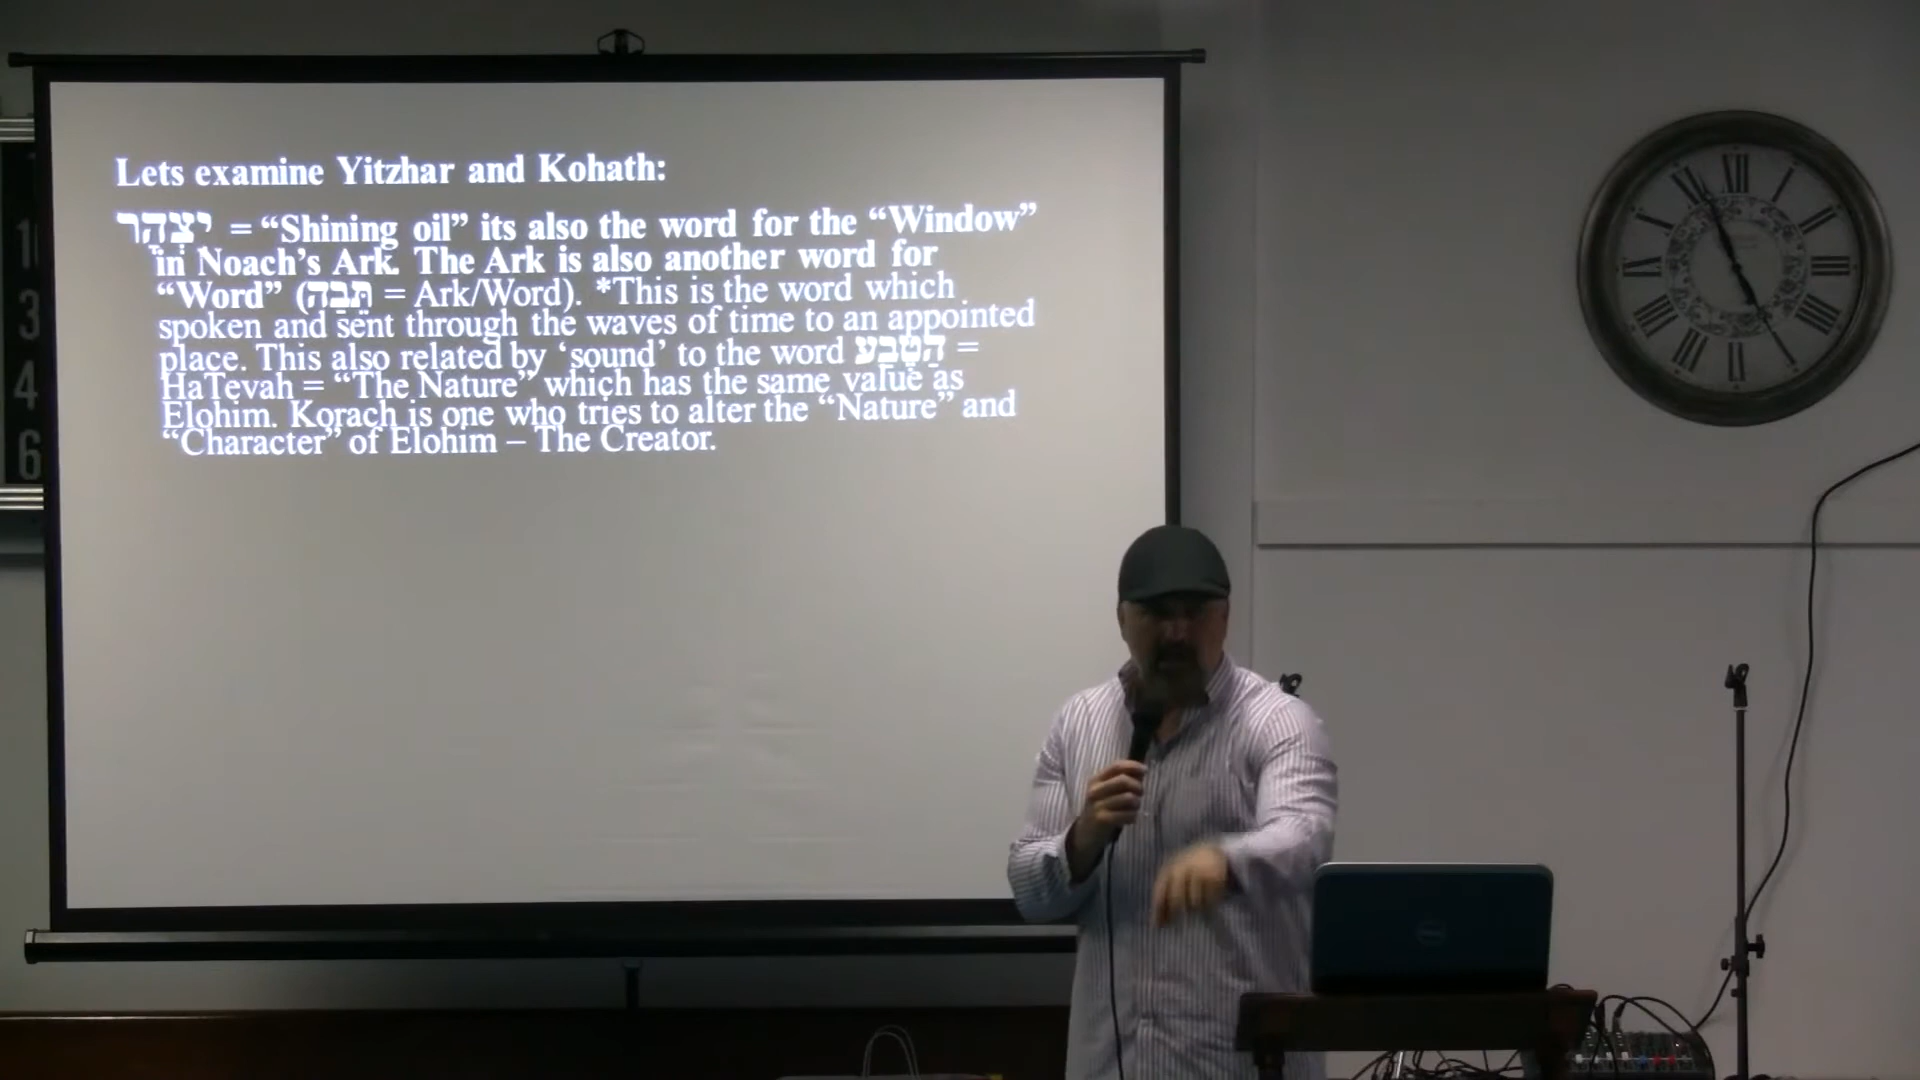 Lets examine Yitzhar and Kohath:
יִצְהָר = “Shining oil” its also the word for the “Window”
in Noach’s Ark. The Ark is also another word for
“Word” (תֵּבָה = Ark/Word). *This is the word which
spoken and sent through the waves of time to an appointed
place. This also related by ‘sound’ to the word הַטֶּבַע =
HaTevah = “The Nature” which has the same value as
Elohim. Korach is one who tries to alter the “Nature” and
“Character” of Elohim – The Creator.
3
4
6